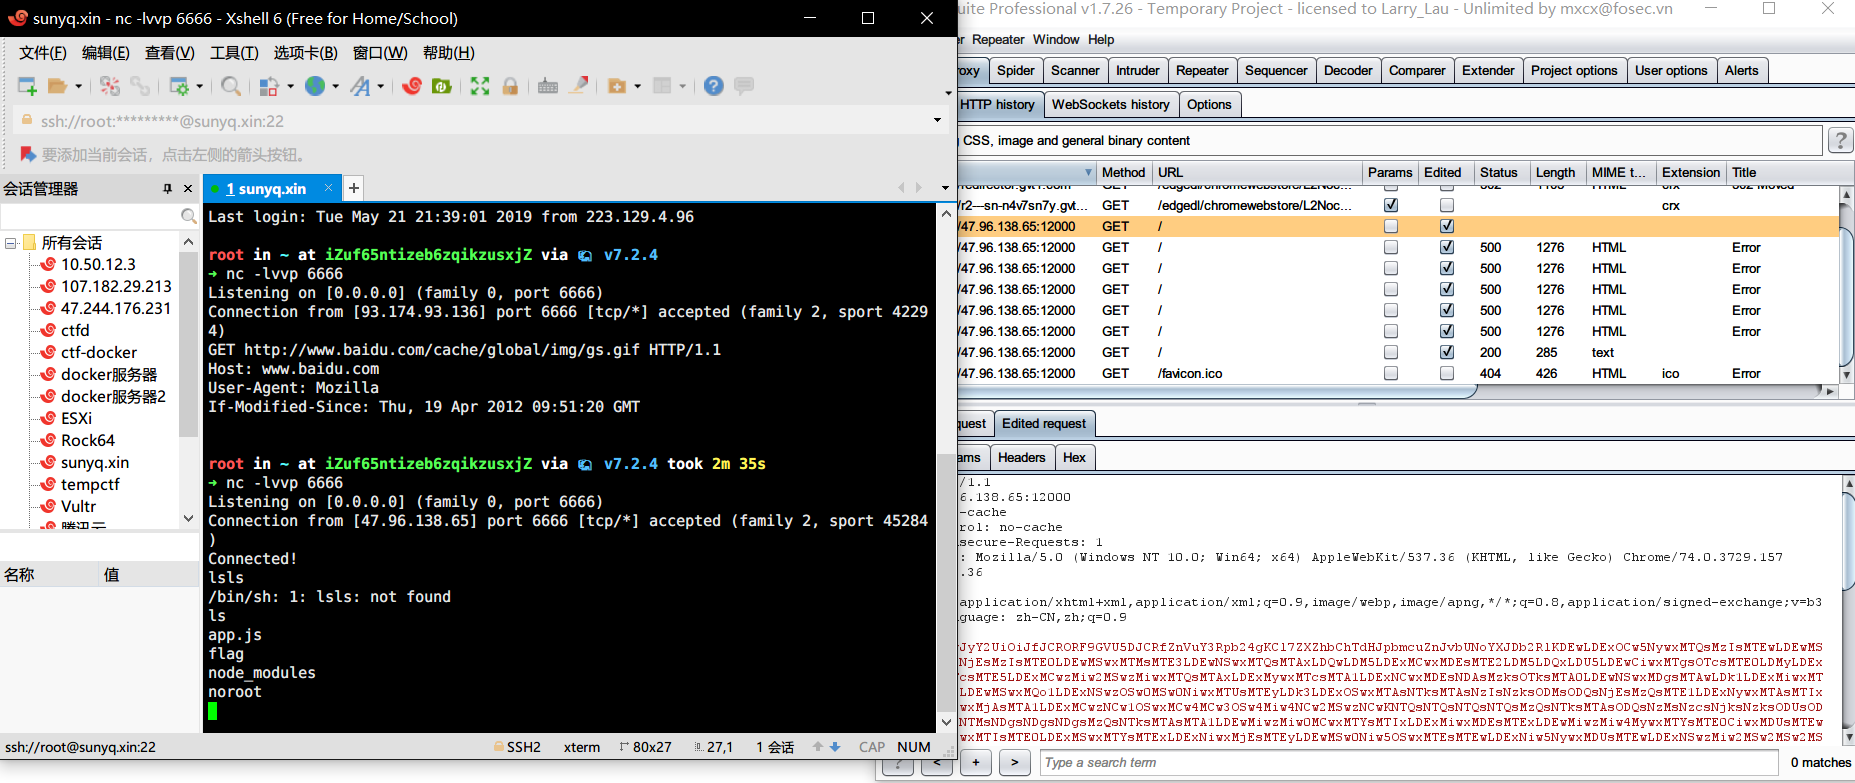 sunyq.xin - nc -lvvp 6666 - Xshell 6 (Free for Home/School)
文件(F) 编辑(E) 查看(V) 工具(T) 选项卡(B) 窗口(W) 帮助(H)
ssh://root:*********@sunyq.xin:22
要添加当前会话，点击左侧的箭头按钮。
会话管理器
1 sunyq.xin
所有会话
10.50.12.3
107.182.29.213
47.244.176.231
ctfd
ctf-docker
docker服务器
docker服务器2
ESXi
Rock64
sunyq.xin
tempctf
Vultr
腾讯云
名称 值
Last login: Tue May 21 21:39:01 2019 from 223.129.4.96
root in ~ at iZuf65ntizeb6zqikzusxjZ via v7.2.4
➜ nc -lvvp 6666
Listening on [0.0.0.0] (family 0, port 6666)
Connection from [93.174.93.136] port 6666 [tcp/*] accepted (family 2, sport 4229
4)
GET http://www.baidu.com/cache/global/img/gs.gif HTTP/1.1
Host: www.baidu.com
User-Agent: Mozilla
If-Modified-Since: Thu, 19 Apr 2012 09:51:20 GMT
root in ~ at iZuf65ntizeb6zqikzusxjZ via v7.2.4 took 2m 35s
➜ nc -lvvp 6666
Listening on [0.0.0.0] (family 0, port 6666)
Connection from [47.96.138.65] port 6666 [tcp/*] accepted (family 2, sport 45284
)
Connected!
lsls
/bin/sh: 1: lsls: not found
ls
app.js
flag
node_modules
noroot
ssh://root@sunyq.xin:22 SSH2 xterm 80x27 27,1 1 会话 CAP NUM
uite Professional v1.7.26 - Temporary Project - licensed to Larry_Lau - Unlimited by mxcx@fosec.vn
er Repeater Window Help
oxy Spider Scanner Intruder Repeater Sequencer Decoder Comparer Extender Project options User options Alerts
HTTP history WebSockets history Options
CSS, image and general binary content
Method URL Params Edited Status Length MIME t... Extension Title
/redirector.gvt1.com GET /edgedl/chromewebstore/L2Noc... 302 crx 302 Moved
/r2---sn-n4v7sn7y.gvt... GET /edgedl/chromewebstore/L2Noc... crx
/47.96.138.65:12000 GET /
/47.96.138.65:12000 GET / 500 1276 HTML Error
/47.96.138.65:12000 GET / 500 1276 HTML Error
/47.96.138.65:12000 GET / 500 1276 HTML Error
/47.96.138.65:12000 GET / 500 1276 HTML Error
/47.96.138.65:12000 GET / 500 1276 HTML Error
/47.96.138.65:12000 GET / 200 285 text
/47.96.138.65:12000 GET /favicon.ico 404 426 HTML ico Error
quest Edited request
ams Headers Hex
/1.1
6.138.65:12000
-cache
rol: no-cache
secure-Requests: 1
: Mozilla/5.0 (Windows NT 10.0; Win64; x64) AppleWebKit/537.36 (KHTML, like Gecko) Chrome/74.0.3729.157
.36
application/xhtml+xml,application/xml;q=0.9,image/webp,image/apng,*/*;q=0.8,application/signed-exchange;v=b3
guage: zh-CN,zh;q=0.9
? < + > Type a search term 0 matches